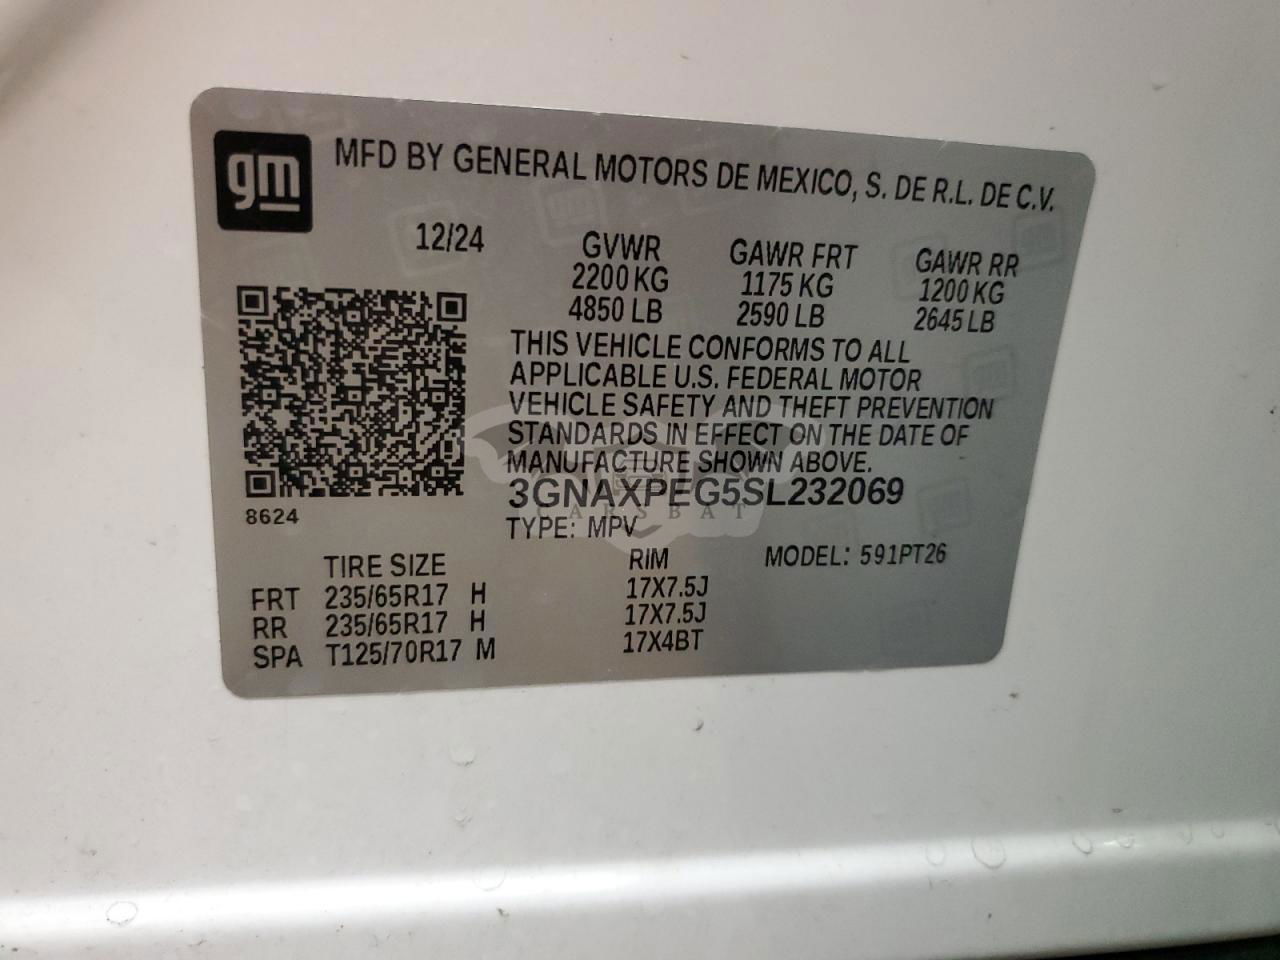 gm
MFD BY GENERAL MOTORS DE MEXICO, S. DE R.L. DE C.V.
12/24 GVWR GAWR FRT GAWR RR
2200 KG 1175 KG 1200 KG
4850 LB 2590 LB 2645 LB
THIS VEHICLE CONFORMS TO ALL
APPLICABLE U.S. FEDERAL MOTOR
VEHICLE SAFETY AND THEFT PREVENTION
STANDARDS IN EFFECT ON THE DATE OF
MANUFACTURE SHOWN ABOVE.
3GNAXPEG5SL232069
CARSBAT
8624
TYPE: MPV MODEL: 591PT26
TIRE SIZE RIM
FRT 235/65R17 H 17X7.5J
RR 235/65R17 H 17X7.5J
SPA T125/70R17 M 17X4BT